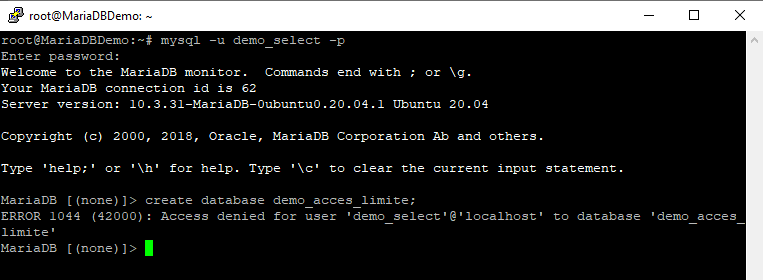 root@MariaDBDemo: ~
root@MariaDBDemo:~# mysql -u demo_select -p
Enter password:
Welcome to the MariaDB monitor.  Commands end with ; or \g.
Your MariaDB connection id is 62
Server version: 10.3.31-MariaDB-0ubuntu0.20.04.1 Ubuntu 20.04
Copyright (c) 2000, 2018, Oracle, MariaDB Corporation Ab and others.
Type 'help;' or '\h' for help. Type '\c' to clear the current input statement.
MariaDB [(none)]> create database demo_acces_limite;
ERROR 1044 (42000): Access denied for user 'demo_select'@'localhost' to database 'demo_acces_
limite'
MariaDB [(none)]>